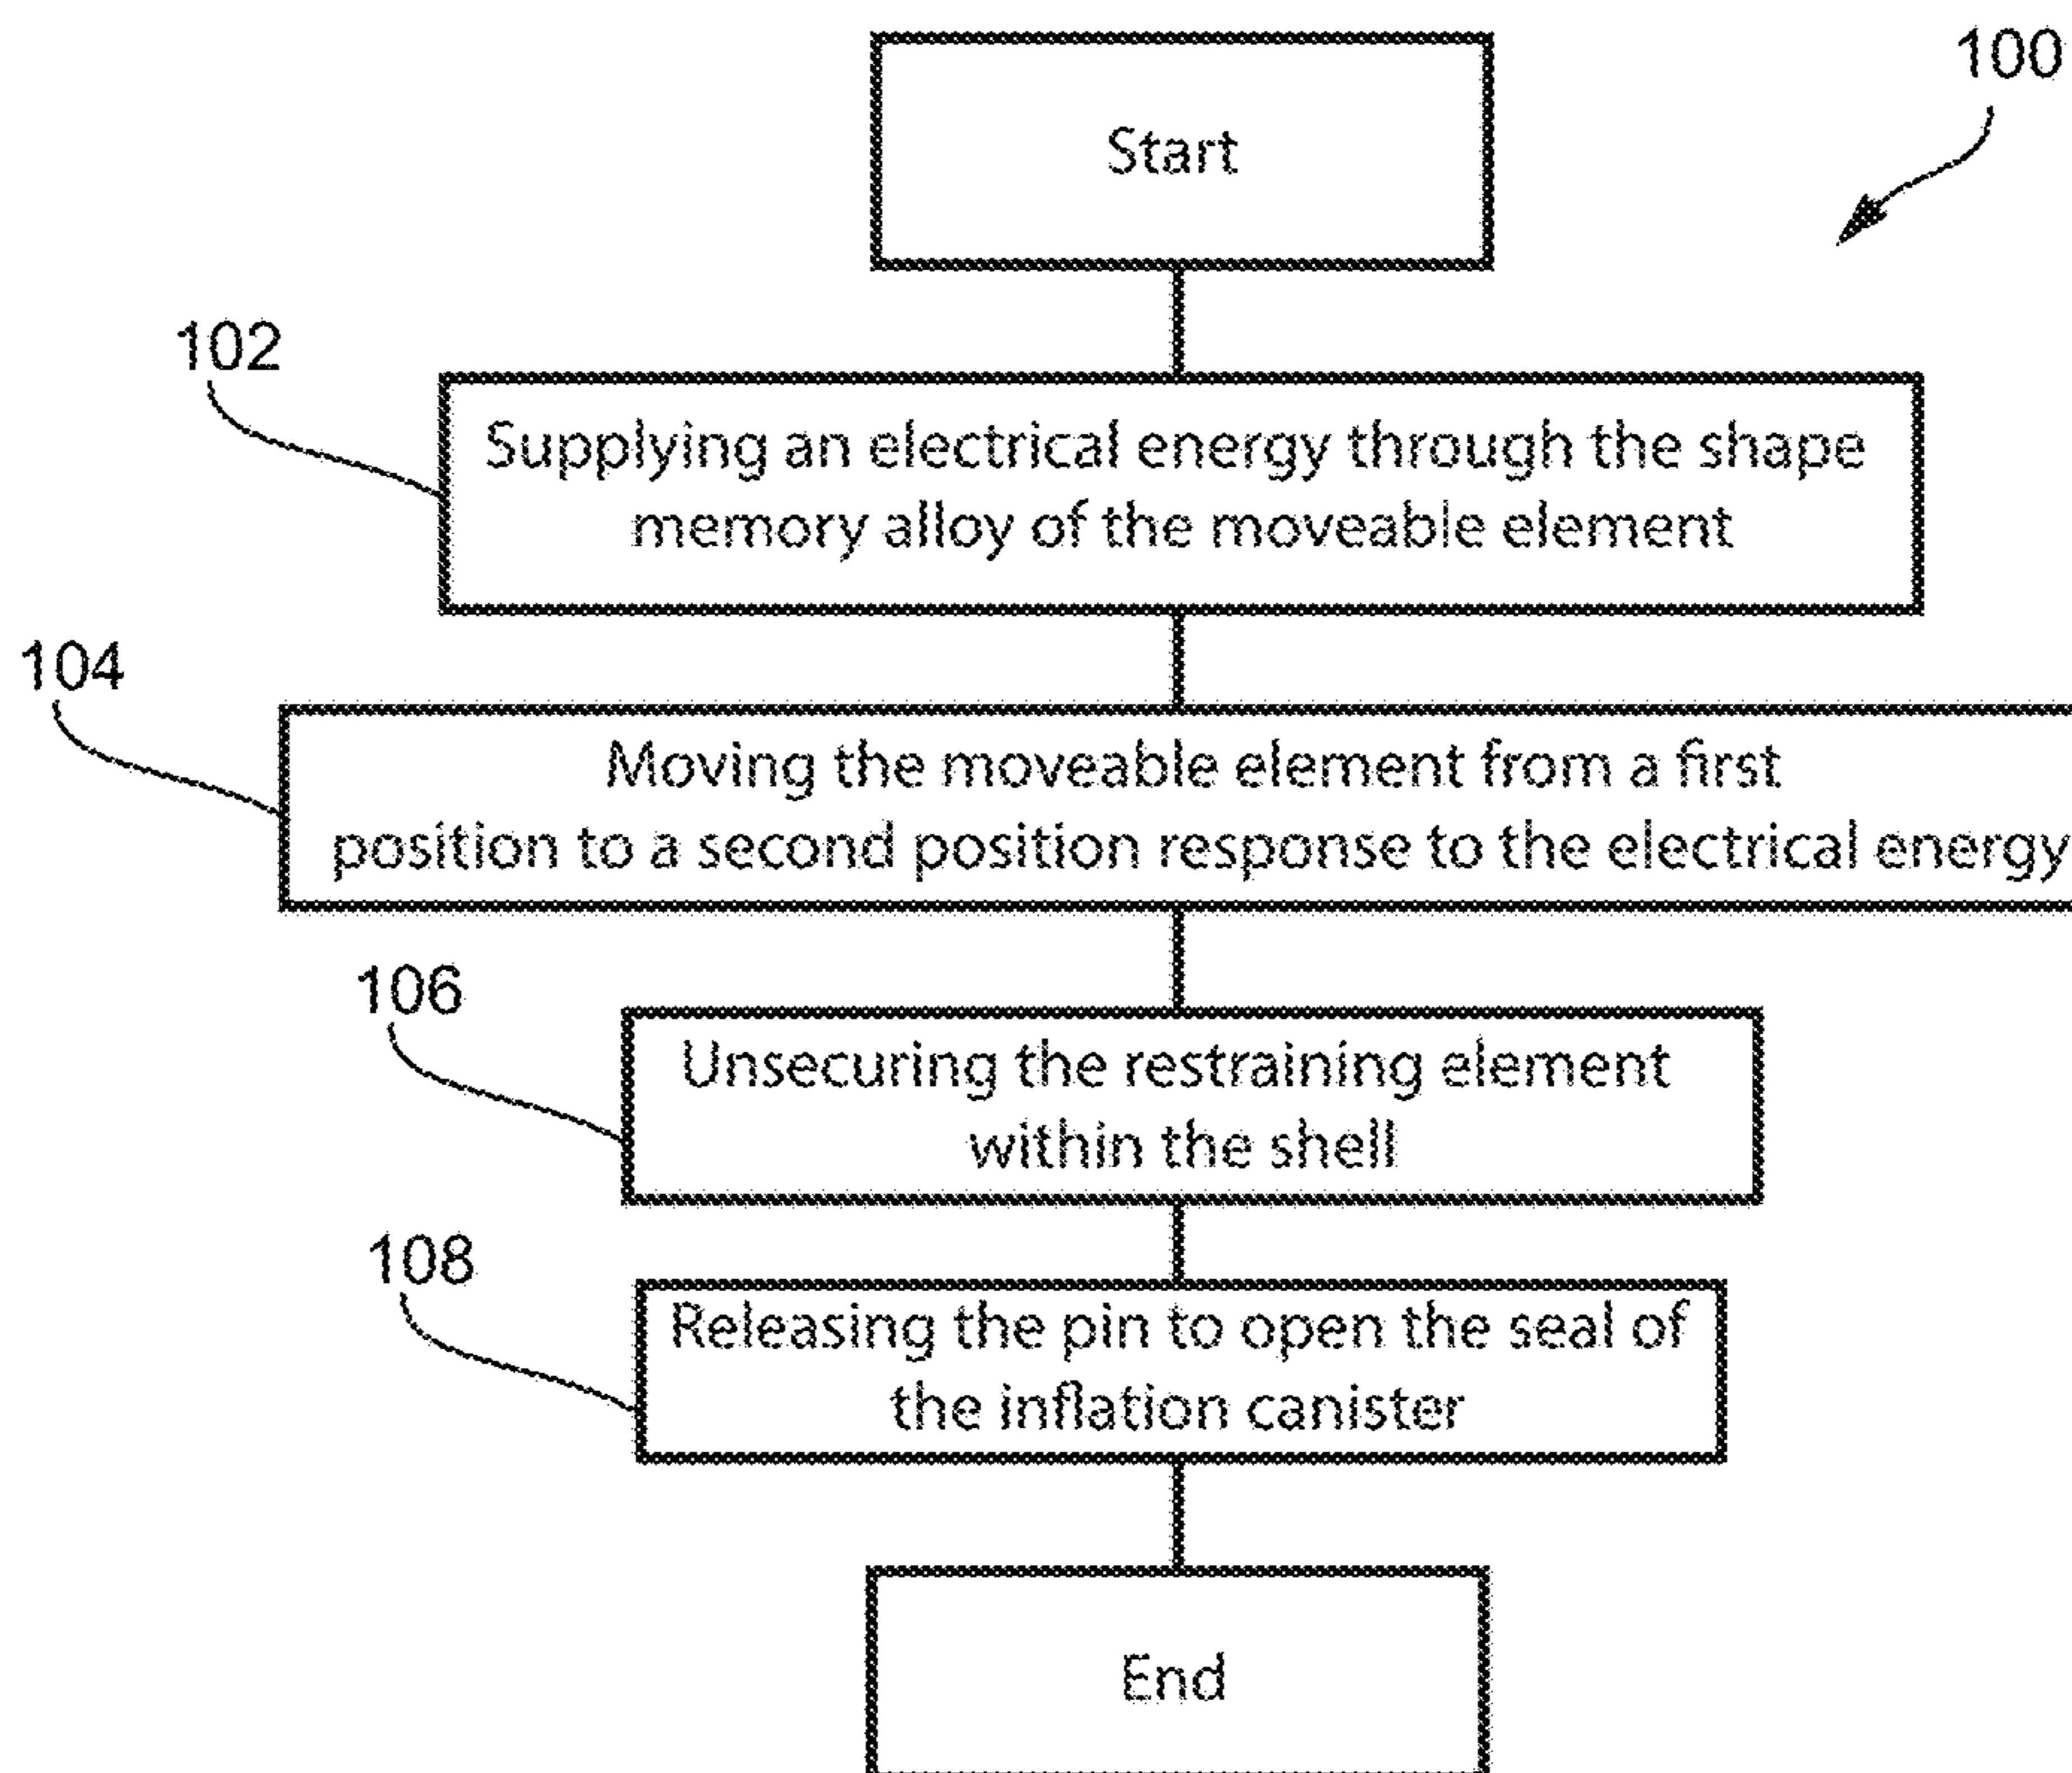 Start
100
102
Supplying an electrical energy through the shape
memory alloy of the moveable element
104
Moving the moveable element from a first
position to a second position response to the electrical energy
106
Unsecuring the restraining element
within the shell
108
Releasing the pin to open the seal of
the inflation canister
End